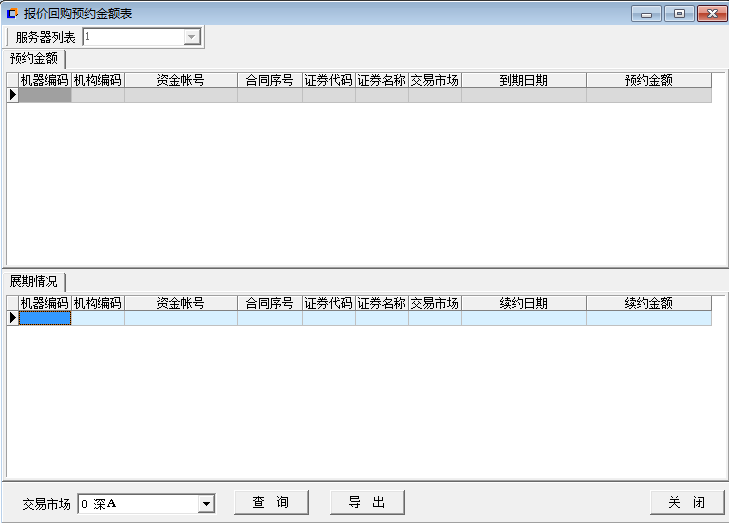 报价回购预约金额表
服务器列表 1
预约金额
机器编码 机构编码 资金帐号 合同序号 证券代码 证券名称 交易市场 到期日期 预约金额
展期情况
机器编码 机构编码 资金帐号 合同序号 证券代码 证券名称 交易市场 续约日期 续约金额
交易市场 0 深A 查 询 导 出 关 闭